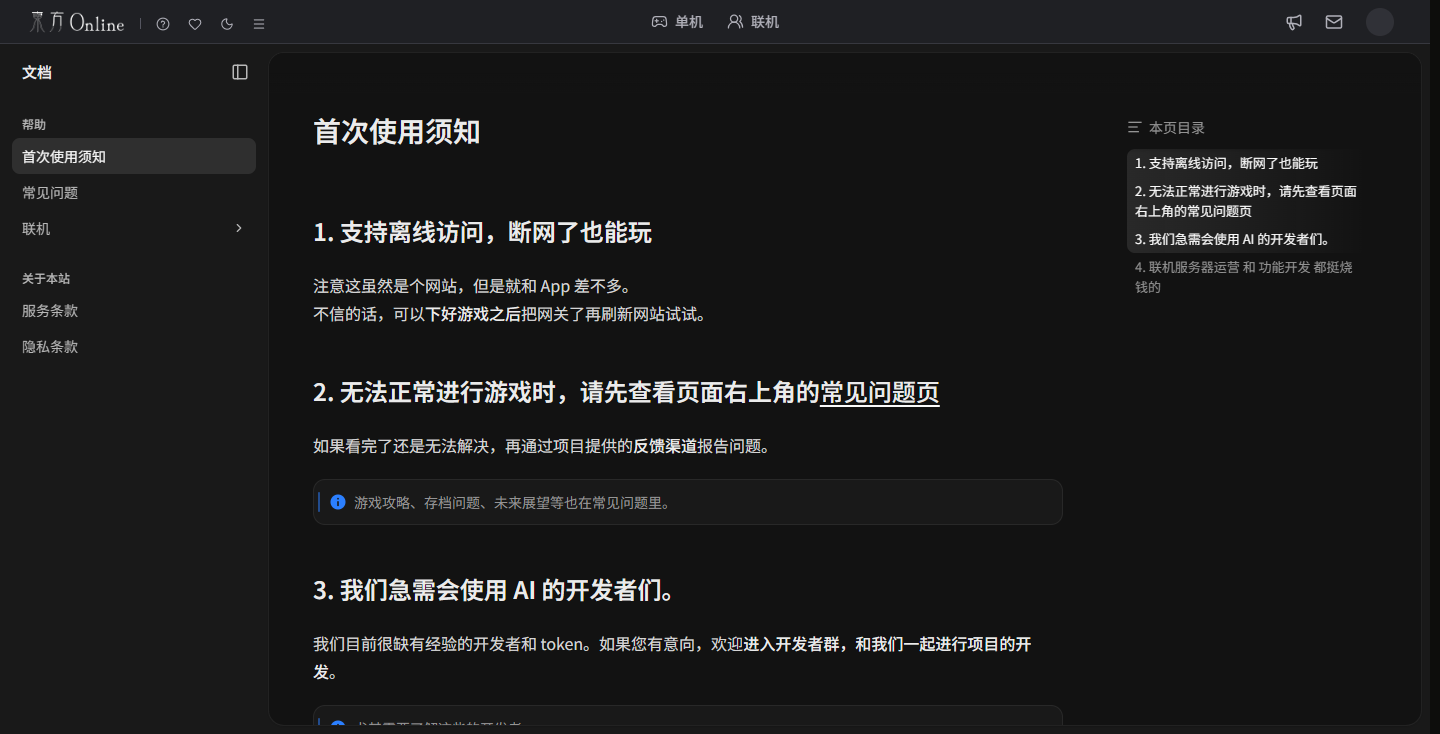 東方Online
单机
联机
文档
帮助
首次使用须知
常见问题
联机
关于本站
服务条款
隐私条款
首次使用须知
1. 支持离线访问，断网了也能玩
注意这虽然是个网站，但是就和 App 差不多。
不信的话，可以下好游戏之后把网关了再刷新网站试试。
2. 无法正常进行游戏时，请先查看页面右上角的常见问题页
如果看完了还是无法解决，再通过项目提供的反馈渠道报告问题。
游戏攻略、存档问题、未来展望等也在常见问题里。
3. 我们急需会使用 AI 的开发者们。
我们目前很缺有经验的开发者和 token。如果您有意向，欢迎进入开发者群，和我们一起进行项目的开
发。
本页目录
1. 支持离线访问，断网了也能玩
2. 无法正常进行游戏时，请先查看页面
右上角的常见问题页
3. 我们急需会使用 AI 的开发者们。
4. 联机服务器运营 和 功能开发 都挺烧
钱的